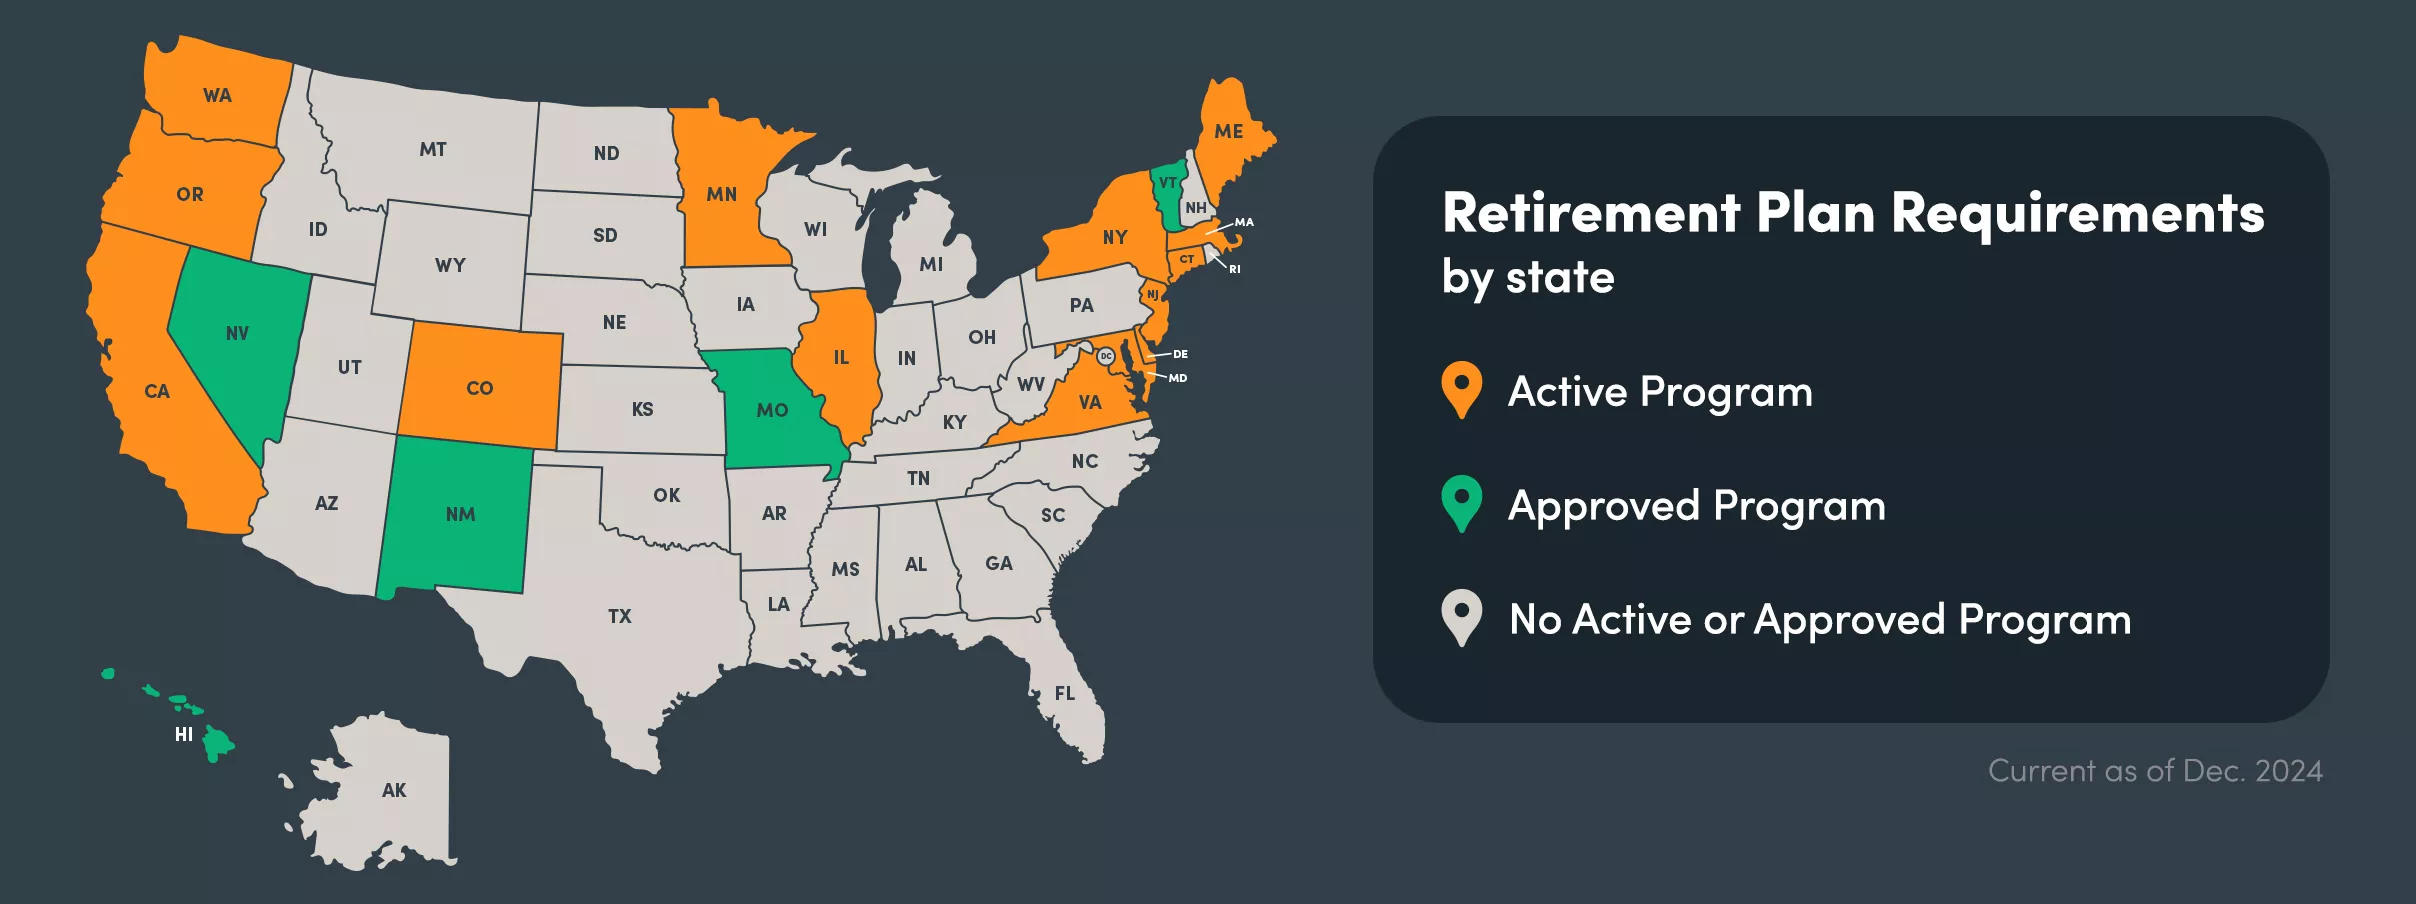 WA
MT
ND
MN
OR
ID
SD
WI
WY
MI
ME
VT
NH
MA
NY
CT
RI
NV
NE
IA
PA
NJ
UT
CO
CA
KS
MO
IL
IN
OH
WV
DC
DE
MD
VA
KY
AZ
NM
OK
AR
TN
NC
SC
TX
LA
MS
AL
GA
FL
HI
AK
Retirement Plan Requirements
by state
Active Program
Approved Program
No Active or Approved Program
Current as of Dec. 2024